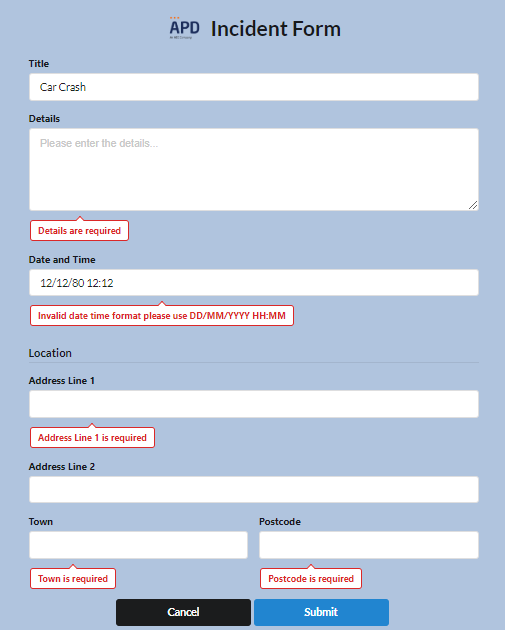 APD Incident Form
Title
Car Crash
Details
Please enter the details...
Details are required
Date and Time
12/12/80 12:12
Invalid date time format please use DD/MM/YYYY HH:MM
Location
Address Line 1
Address Line 1 is required
Address Line 2
Town Postcode
Town is required Postcode is required
Cancel Submit